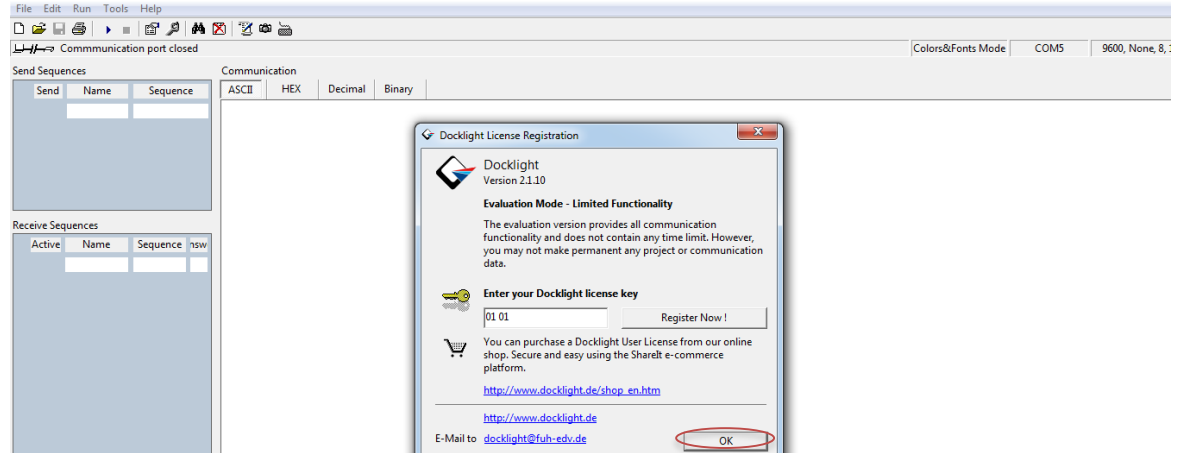 File Edit Run Tools Help
Commmunication port closed
Colors&Fonts Mode COM5 9600, None, 8,
Send Sequences
Send Name Sequence
Communication
ASCII HEX Decimal Binary
Receive Sequences
Active Name Sequence nsw
Docklight License Registration
Docklight
Version 2.1.10
Evaluation Mode - Limited Functionality
The evaluation version provides all communication
functionality and does not contain any time limit. However,
you may not make permanent any project or communication
data.
Enter your Docklight license key
01 01
Register Now !
You can purchase a Docklight User License from our online
shop. Secure and easy using the ShareIt e-commerce
platform.
http://www.docklight.de/shop_en.htm
http://www.docklight.de
E-Mail to docklight@fuh-edv.de
OK